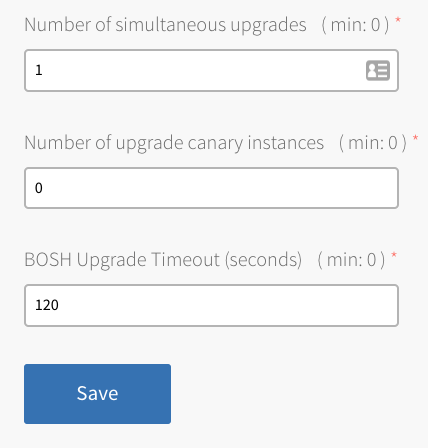 Number of simultaneous upgrades ( min: 0 ) *
1
Number of upgrade canary instances ( min: 0 ) *
0
BOSH Upgrade Timeout (seconds) ( min: 0 ) *
120
Save